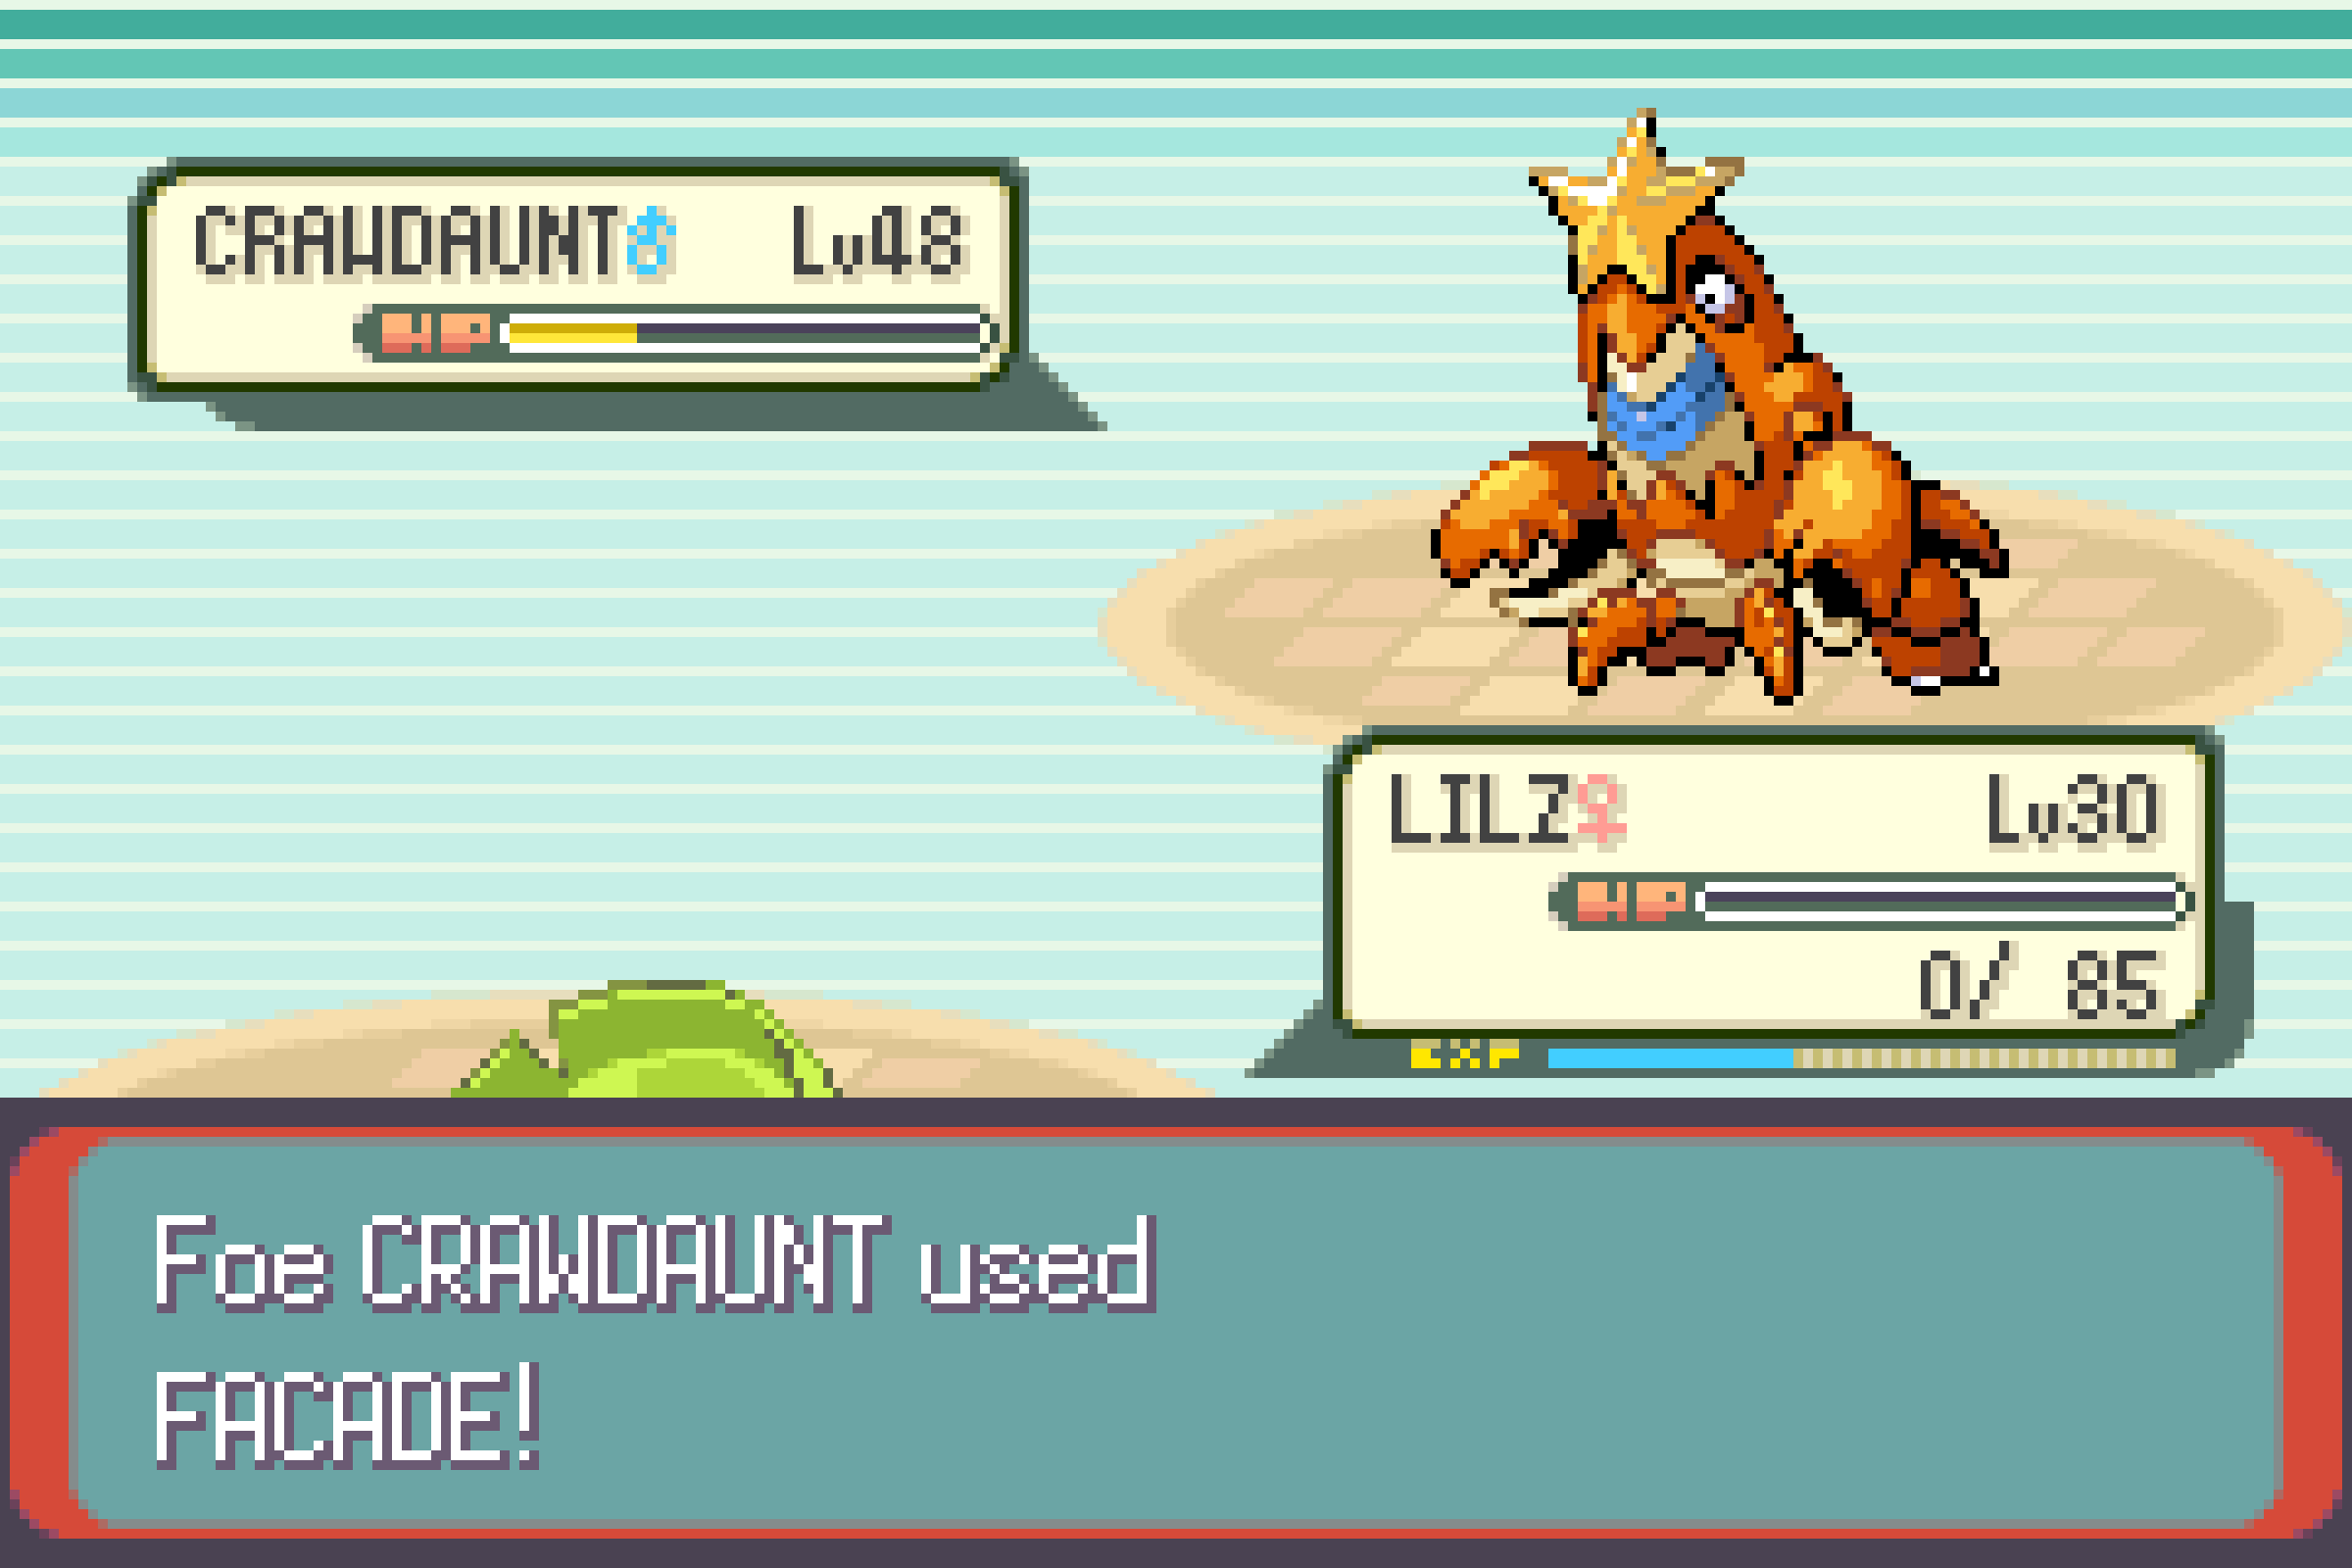 CRAWDAUNT♂ Lv48
HP
LILZ♀ Lv30
HP
0/ 85
EXP
Foe CRAWDAUNT used
FACADE!